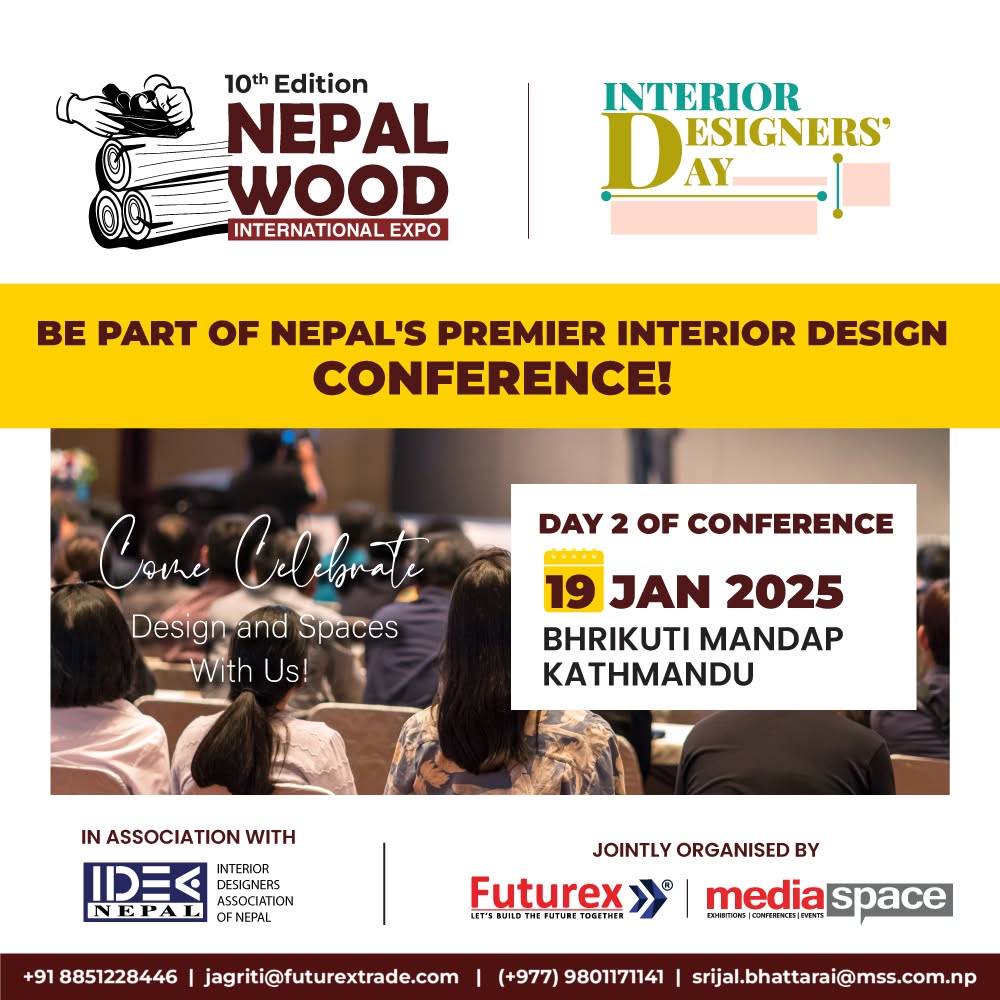 10th Edition
NEPAL
WOOD
INTERNATIONAL EXPO
INTERIOR
DESIGNERS'
DAY
BE PART OF NEPAL'S PREMIER INTERIOR DESIGN
CONFERENCE!
Come Celebrate
Design and Spaces
With Us!
DAY 2 OF CONFERENCE
19 JAN 2025
BHRIKUTI MANDAP
KATHMANDU
IN ASSOCIATION WITH
IDEA
NEPAL
INTERIOR
DESIGNERS
ASSOCIATION
OF NEPAL
JOINTLY ORGANISED BY
Futurex®
LET'S BUILD THE FUTURE TOGETHER
mediaspace
EXHIBITIONS | CONFERENCES | EVENTS
+91 8851228446 | jagriti@futurextrade.com | (+977) 9801171141 | srijal.bhattarai@mss.com.np